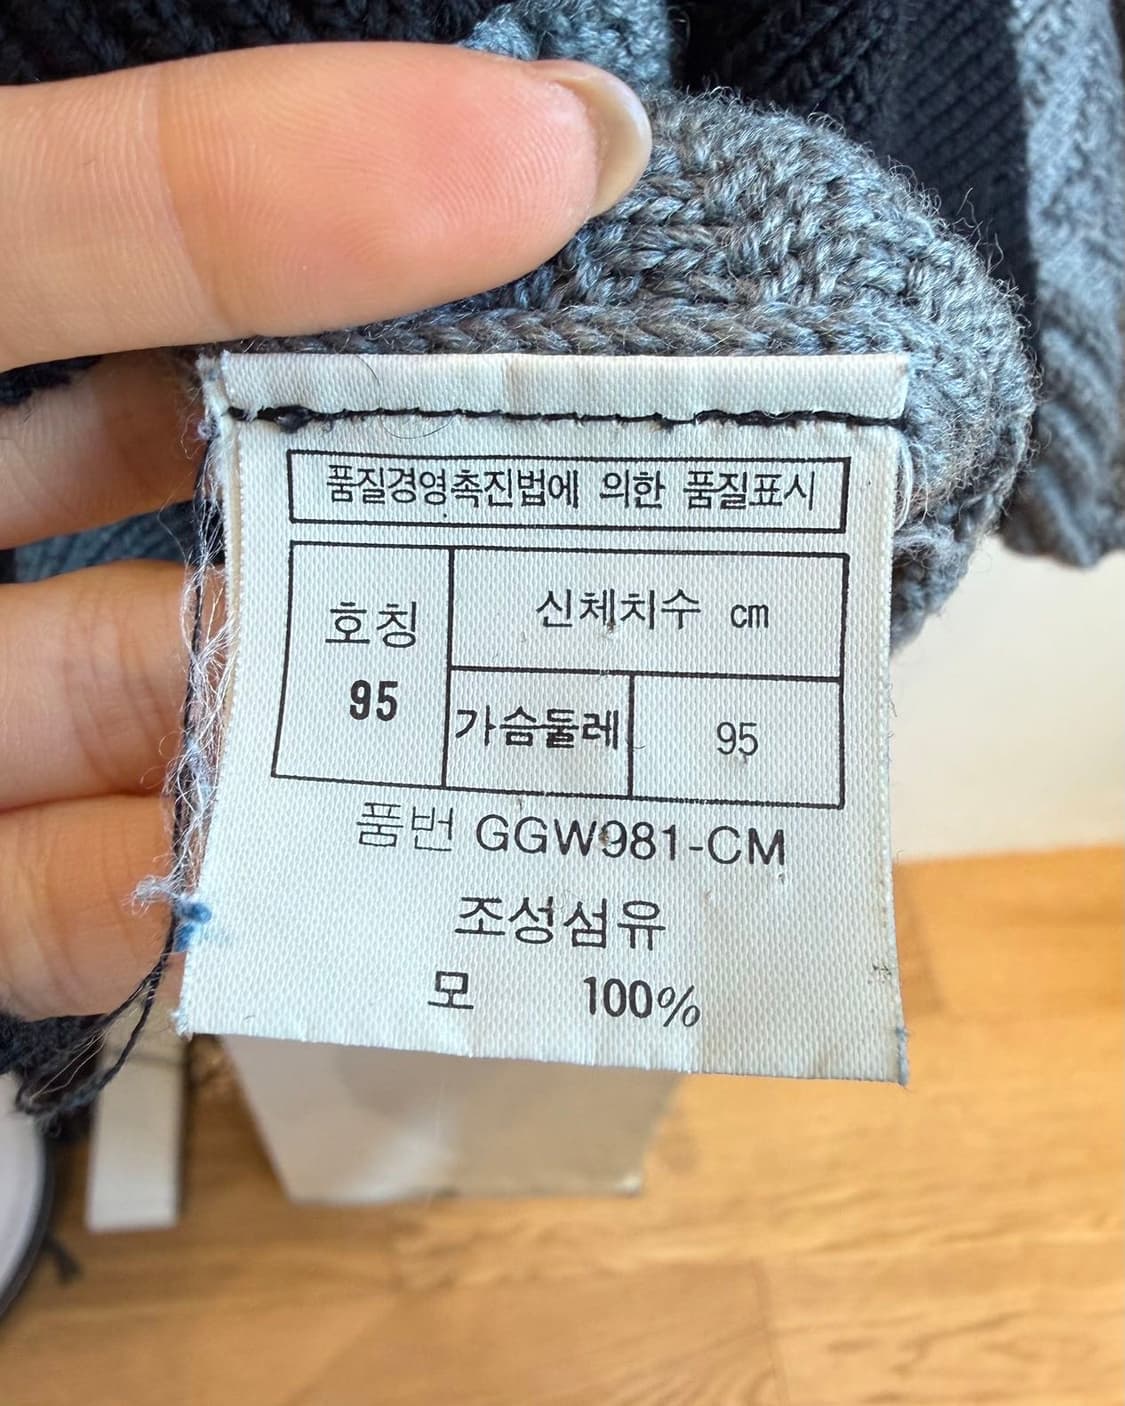 품질경영촉진법에 의한 품질표시
호칭
95
신체치수 cm
가슴둘레 95
품번 GGW981-CM
조성섬유
모 100%